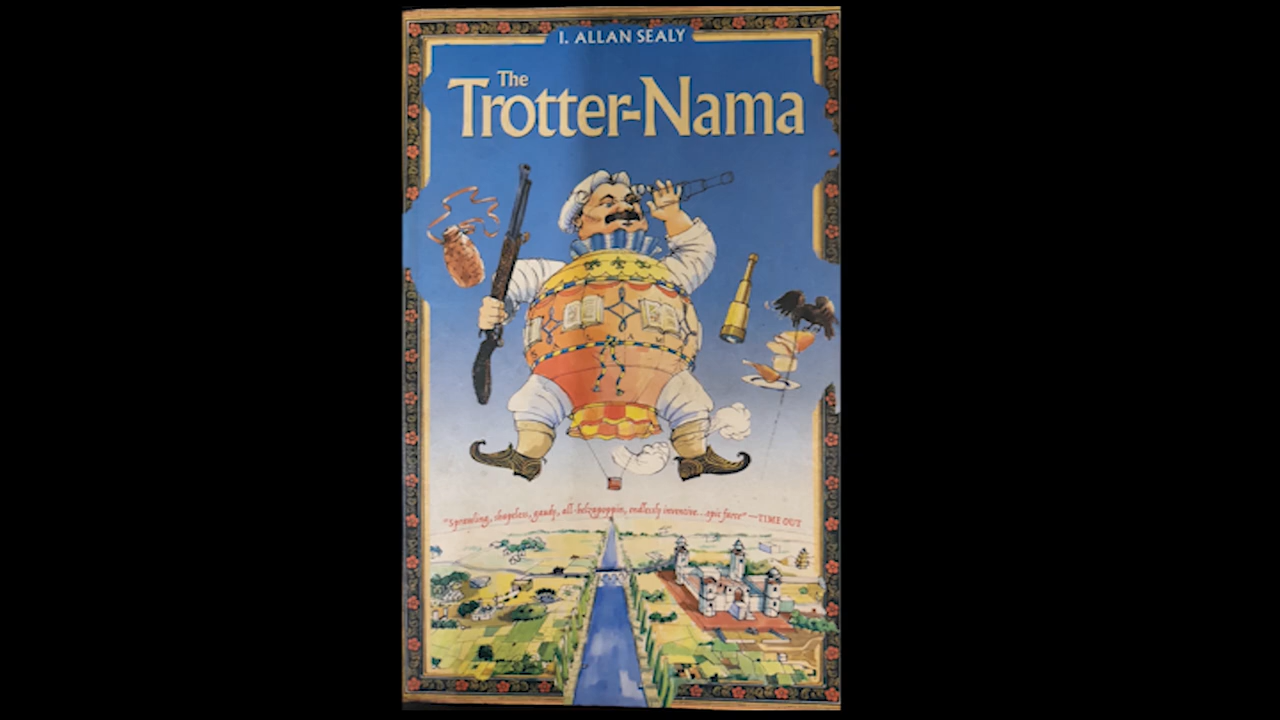 I. ALLAN SEALY
The
Trotter-Nama
"Sprawling, shapeless, gaudy, all-helzapoppin, endlessly inventive...epic farce" —TIME OUT